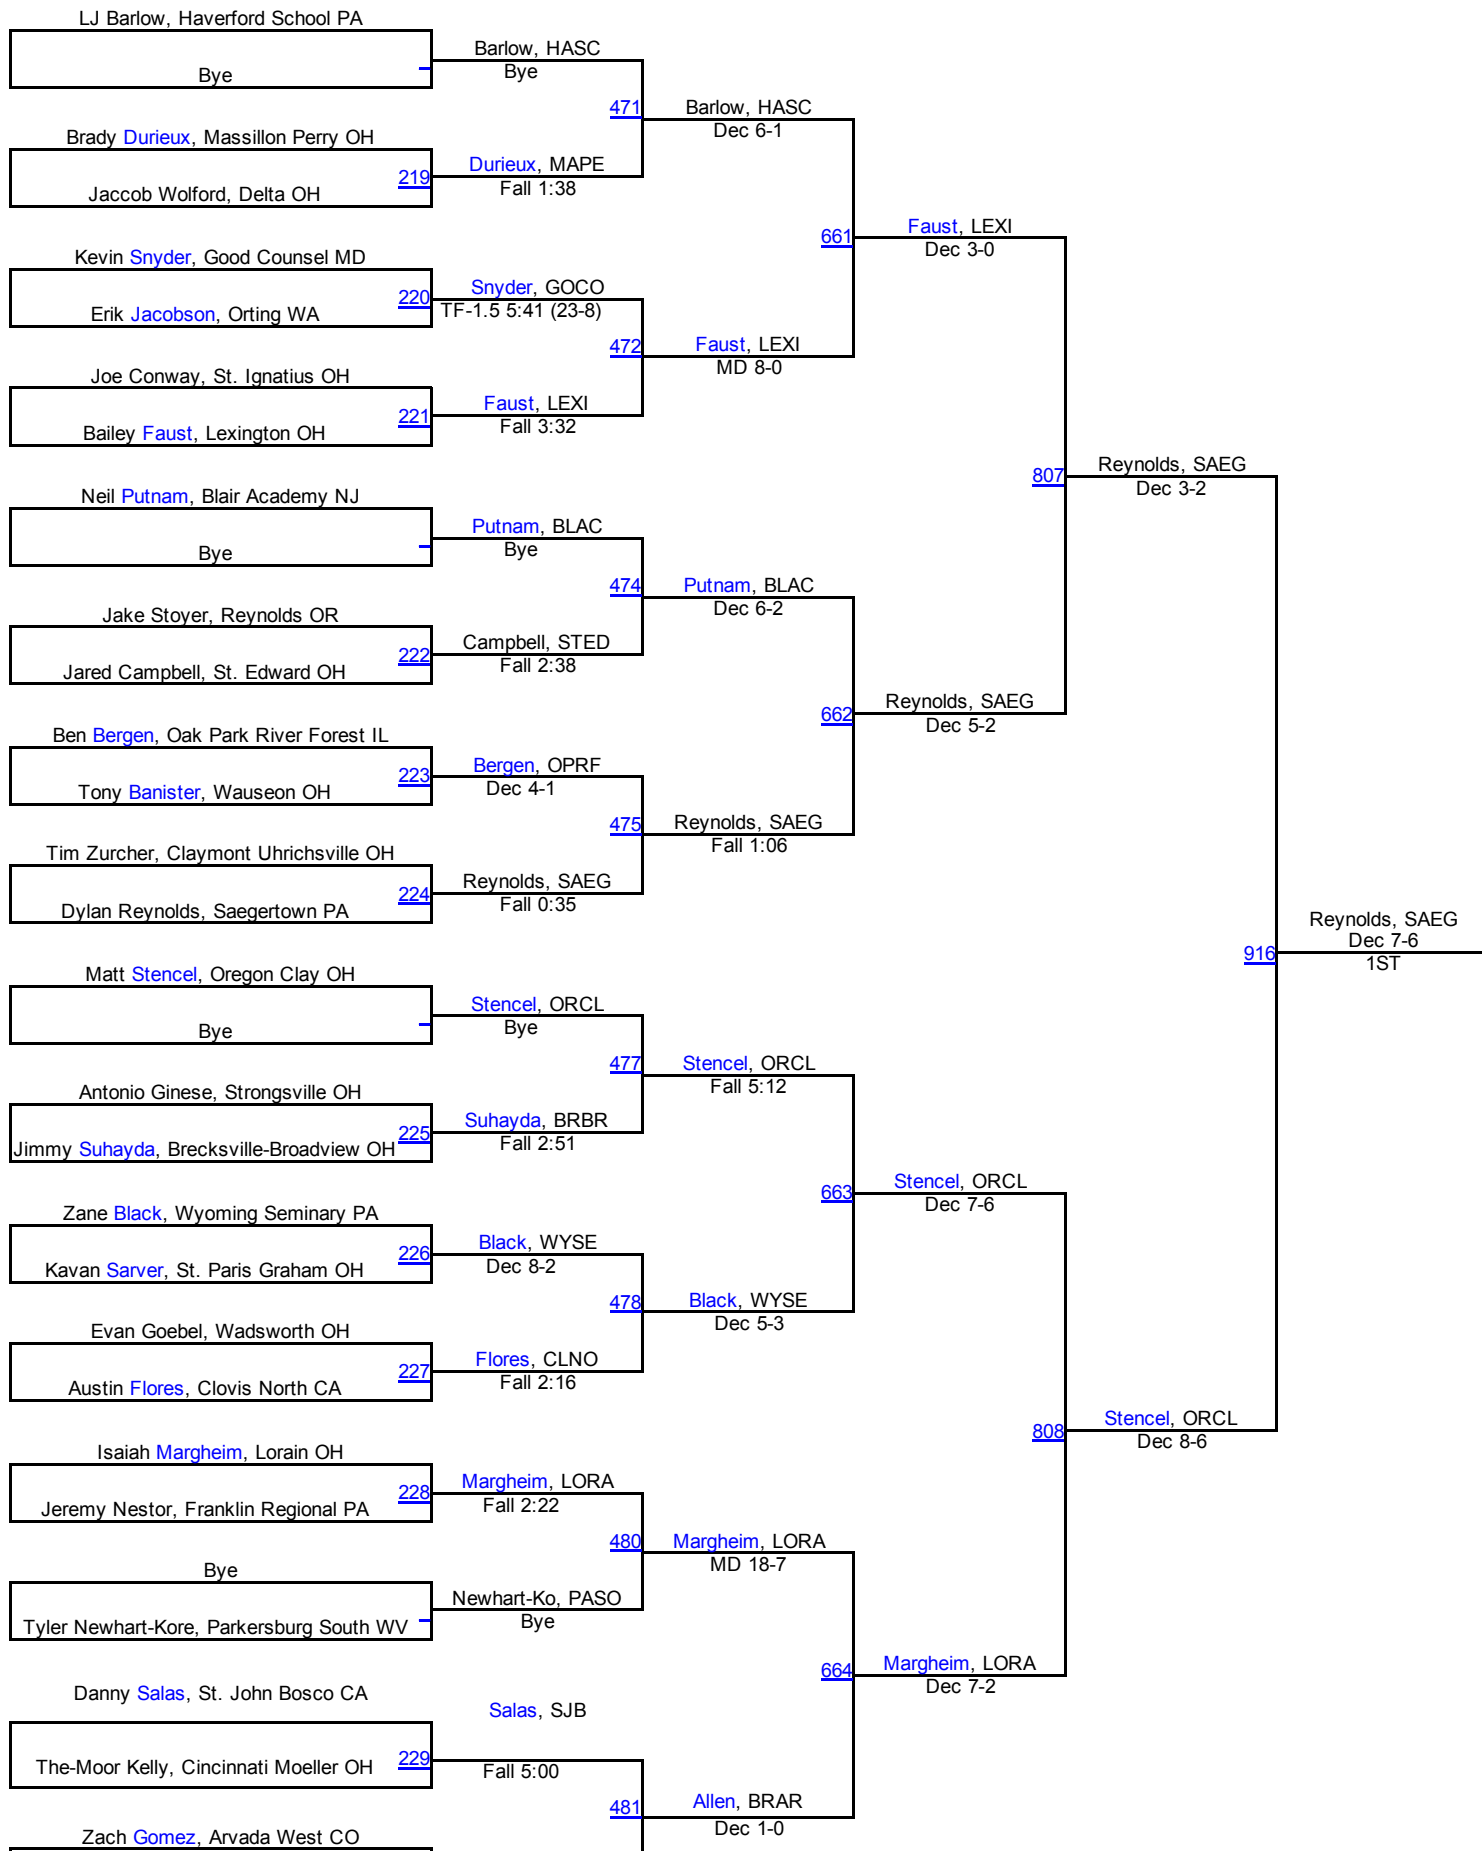 LJ Barlow, Haverford School PA
Bye
Barlow, HASC
Bye
471
Barlow, HASC
Dec 6-1
Brady Durieux, Massillon Perry OH
219
Jaccob Wolford, Delta OH
Durieux, MAPE
Fall 1:38
661
Faust, LEXI
Dec 3-0
Kevin Snyder, Good Counsel MD
220
Erik Jacobson, Orting WA
Snyder, GOCO
TF-1.5 5:41 (23-8)
472
Faust, LEXI
MD 8-0
Joe Conway, St. Ignatius OH
221
Bailey Faust, Lexington OH
Faust, LEXI
Fall 3:32
807
Reynolds, SAEG
Dec 3-2
Neil Putnam, Blair Academy NJ
Bye
Putnam, BLAC
Bye
474
Putnam, BLAC
Dec 6-2
Jake Stoyer, Reynolds OR
222
Jared Campbell, St. Edward OH
Campbell, STED
Fall 2:38
662
Reynolds, SAEG
Dec 5-2
Ben Bergen, Oak Park River Forest IL
223
Tony Banister, Wauseon OH
Bergen, OPRF
Dec 4-1
475
Reynolds, SAEG
Fall 1:06
Tim Zurcher, Claymont Uhrichsville OH
224
Dylan Reynolds, Saegertown PA
Reynolds, SAEG
Fall 0:35
916
Reynolds, SAEG
Dec 7-6
1ST
Matt Stencel, Oregon Clay OH
Bye
Stencel, ORCL
Bye
477
Stencel, ORCL
Fall 5:12
Antonio Ginese, Strongsville OH
225
Jimmy Suhayda, Brecksville-Broadview OH
Suhayda, BRBR
Fall 2:51
663
Stencel, ORCL
Dec 7-6
Zane Black, Wyoming Seminary PA
226
Kavan Sarver, St. Paris Graham OH
Black, WYSE
Dec 8-2
478
Black, WYSE
Dec 5-3
Evan Goebel, Wadsworth OH
227
Austin Flores, Clovis North CA
Flores, CLNO
Fall 2:16
808
Stencel, ORCL
Dec 8-6
Isaiah Margheim, Lorain OH
228
Jeremy Nestor, Franklin Regional PA
Margheim, LORA
Fall 2:22
480
Margheim, LORA
MD 18-7
Bye
Tyler Newhart-Kore, Parkersburg South WV
Newhart-Ko, PASO
Bye
664
Margheim, LORA
Dec 7-2
Danny Salas, St. John Bosco CA
229
The-Moor Kelly, Cincinnati Moeller OH
Salas, SJB
Fall 5:00
481
Allen, BRAR
Dec 1-0
Zach Gomez, Arvada West CO